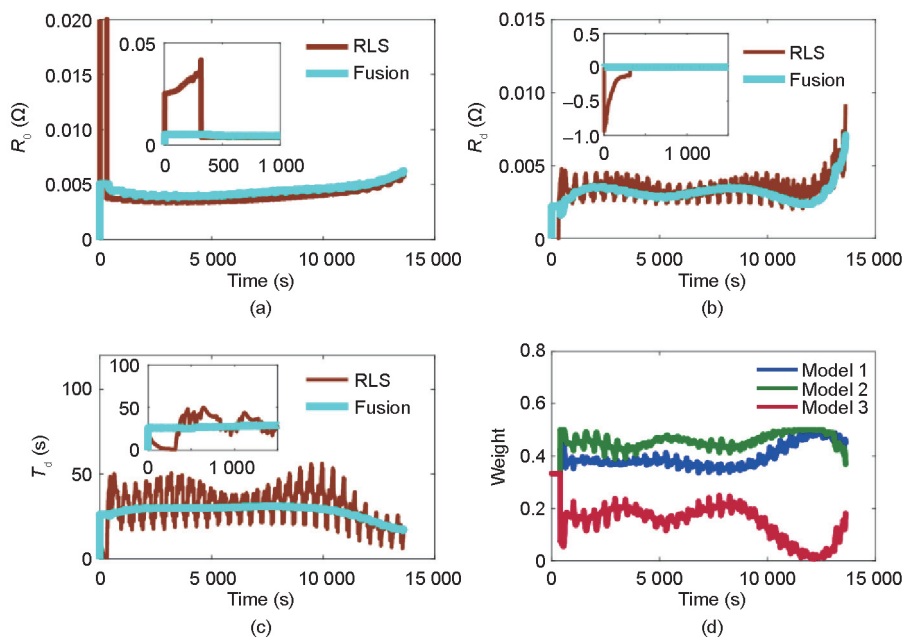 0.020
0.015
0.010
0.005
0
R0 (Ω)
0.05
0
0
500
1 000
RLS
Fusion
0
5 000
10 000
15 000
Time (s)
(a)
0.015
0.010
0.005
0
Rd (Ω)
0.5
0
−0.5
−1.0
0
1 000
RLS
Fusion
0
5 000
10 000
15 000
Time (s)
(b)
100
50
0
Td (s)
100
50
0
0
1 000
RLS
Fusion
0
5 000
10 000
15 000
Time (s)
(c)
0.8
0.6
0.4
0.2
0
Weight
Model 1
Model 2
Model 3
0
5 000
10 000
15 000
Time (s)
(d)